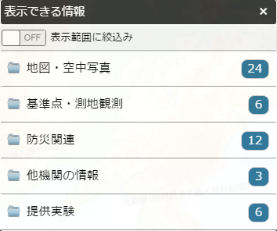 表示できる情報 ×
OFF 表示範囲に絞込み
地図・空中写真 24
基準点・測地観測 6
防災関連 12
他機関の情報 3
提供実験 6